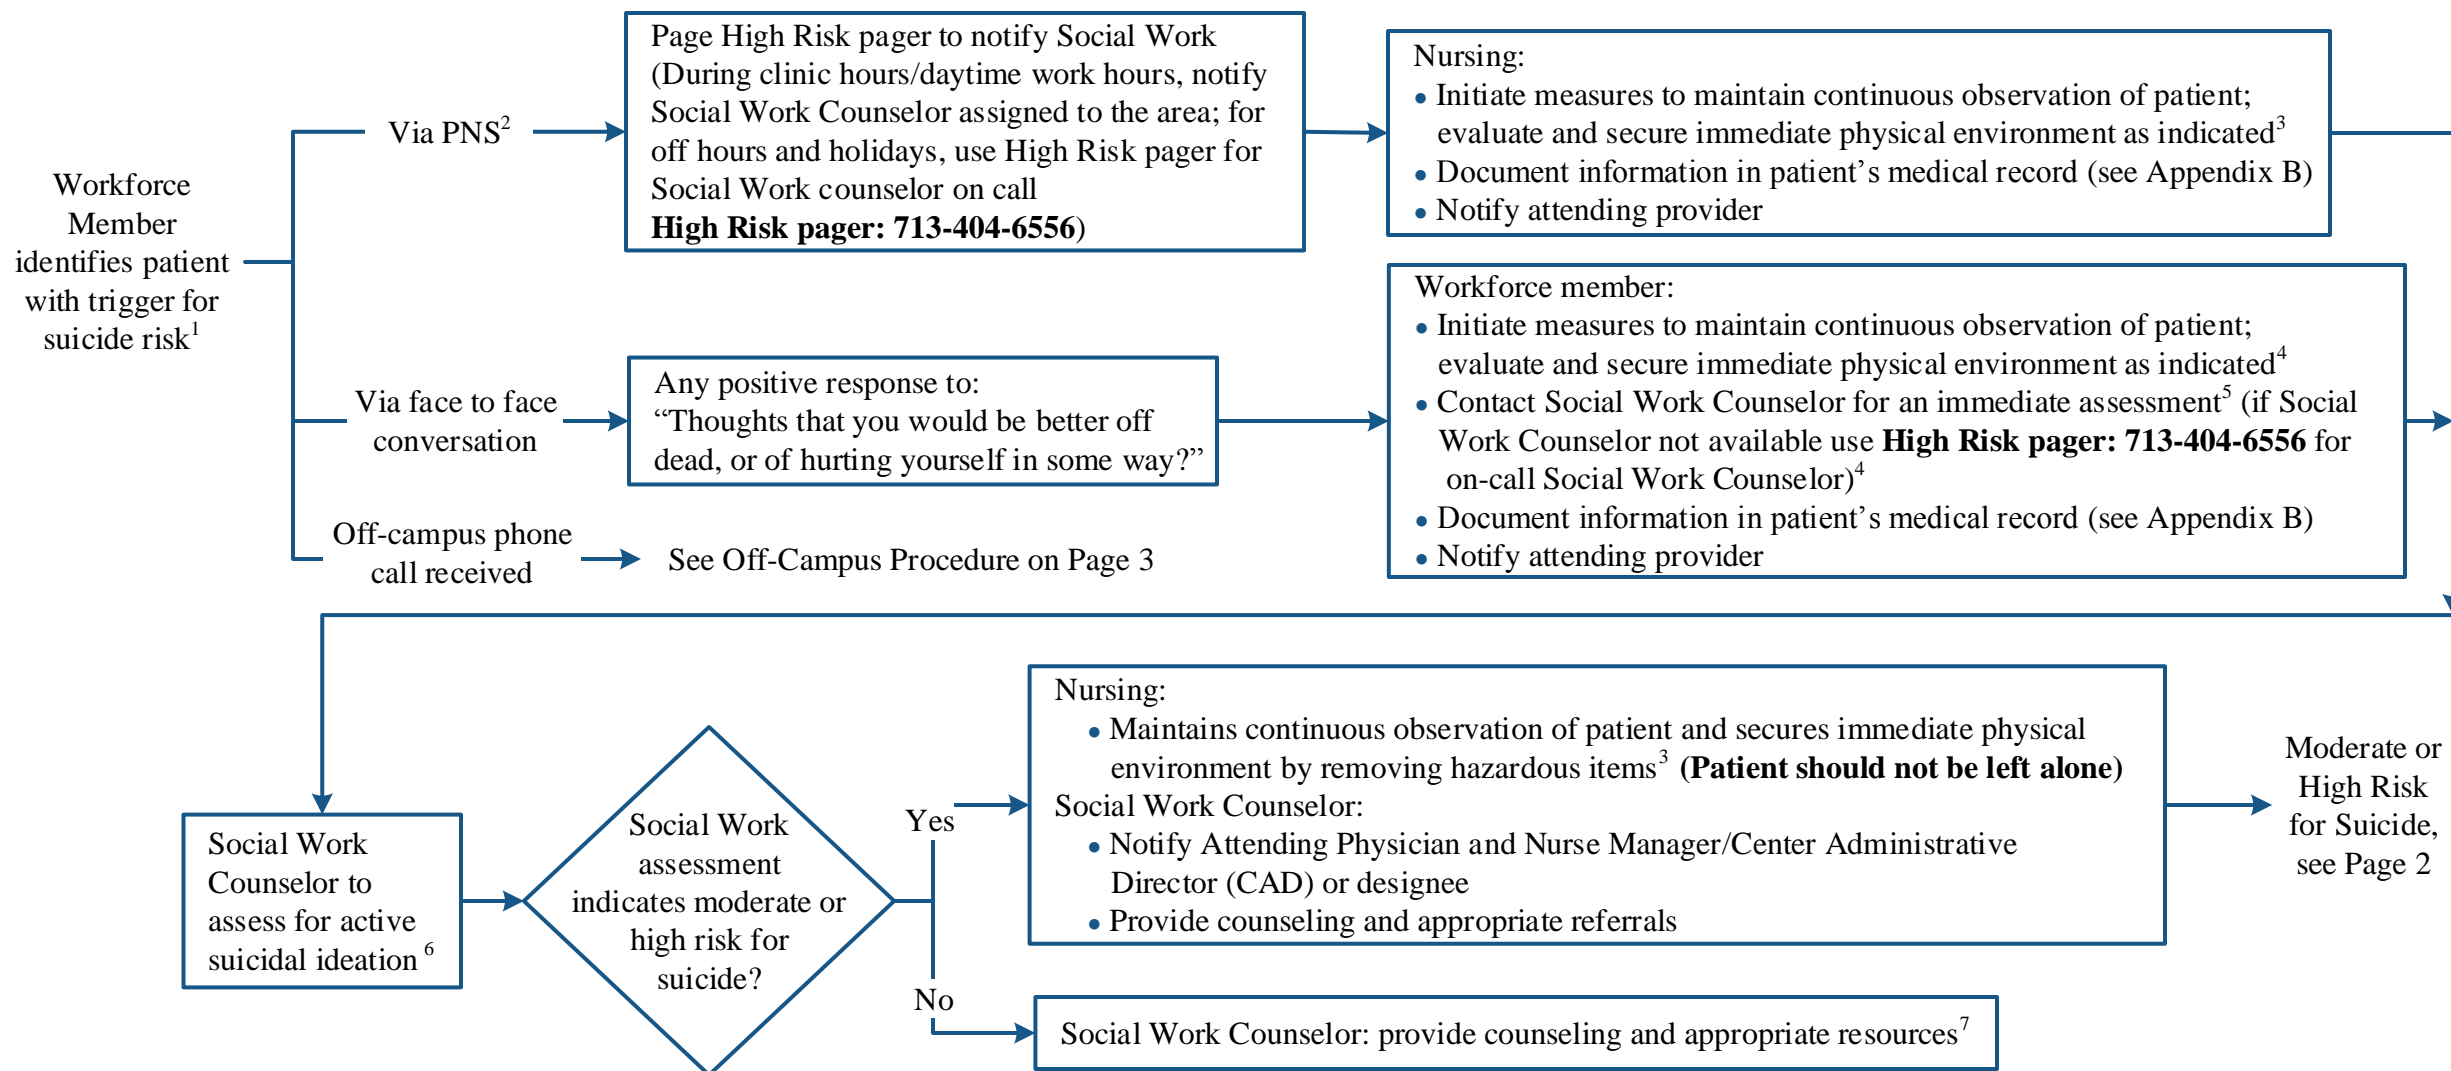 Workforce
Member
identifies patient
with trigger for
suicide risk1
Via PNS2
Page High Risk pager to notify Social Work
(During clinic hours/daytime work hours, notify
Social Work Counselor assigned to the area; for
off hours and holidays, use High Risk pager for
Social Work counselor on call
High Risk pager: 713-404-6556)
Nursing:
● Initiate measures to maintain continuous observation of patient;
evaluate and secure immediate physical environment as indicated3
● Document information in patient’s medical record (see Appendix B)
● Notify attending provider
Via face to face
conversation
Any positive response to:
“Thoughts that you would be better off
dead, or of hurting yourself in some way?”
Workforce member:
● Initiate measures to maintain continuous observation of patient;
evaluate and secure immediate physical environment as indicated4
● Contact Social Work Counselor for an immediate assessment5 (if Social
Work Counselor not available use High Risk pager: 713-404-6556 for
on-call Social Work Counselor)4
● Document information in patient’s medical record (see Appendix B)
● Notify attending provider
Off-campus phone
call received
See Off-Campus Procedure on Page 3
Social Work
Counselor to
assess for active
suicidal ideation 6
Social Work
assessment
indicates moderate or
high risk for
suicide?
Yes
Nursing:
● Maintains continuous observation of patient and secures immediate physical
environment by removing hazardous items3 (Patient should not be left alone)
Social Work Counselor:
● Notify Attending Physician and Nurse Manager/Center Administrative
Director (CAD) or designee
● Provide counseling and appropriate referrals
Moderate or
High Risk
for Suicide,
see Page 2
No
Social Work Counselor: provide counseling and appropriate resources7